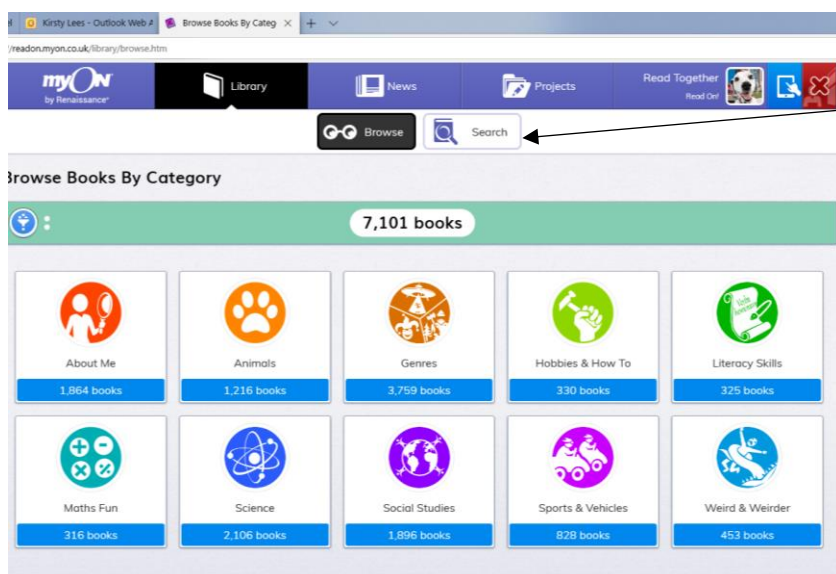 Kirsty Lees - Outlook Web A
Browse Books By Categ
/readon.myon.co.uk/library/browse.htm
myON
by Renaissance®
Library
News
Projects
Read Together
Read On!
Browse
Search
Browse Books By Category
:
7,101 books
About Me
Animals
Genres
Hobbies & How To
Literacy Skills
1,864 books
1,216 books
3,759 books
330 books
325 books
Maths Fun
Science
Social Studies
Sports & Vehicles
Weird & Weirder
316 books
2,106 books
1,896 books
828 books
453 books